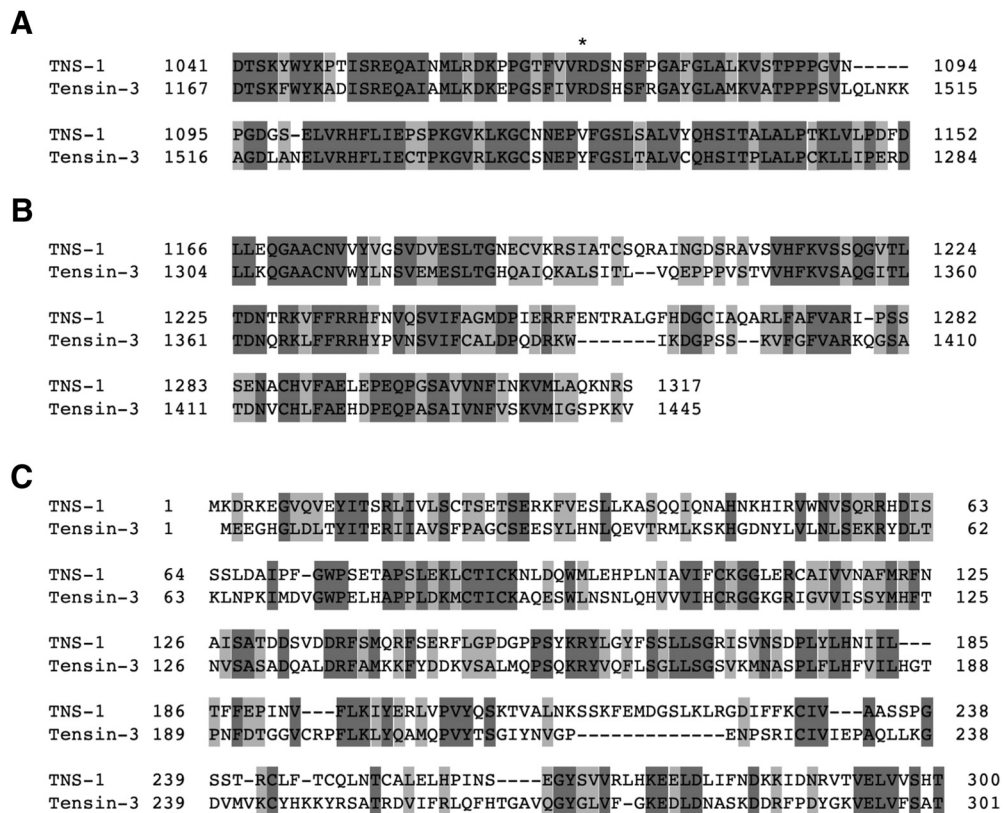 A
*
TNS-1 1041 DTSKYWYKPTISREQAINMLRDKPPGTFVVRDSNSFPGAFGLALKVSTPPPGVN----- 1094
Tensin-3 1167 DTSKFWYKADISREQAIAMLKDKEPGSFIVRDSHSFRGAYGLAMKVATPPPSVLQLNKK 1515
TNS-1 1095 PGDGS-ELVRHFLIEPSPKGVKLKGCNNEPVFGSLSALVYQHSITALALPTKLVLPDFD 1152
Tensin-3 1516 AGDLANELVRHFLIECTPKGVRLKGCSNEPYFGSLTALVCQHSITPLALPCKLLIPERD 1284
B
TNS-1 1166 LLEQGAACNVVYVGSVDVESLTGNECVKRSIATCSQRAINGDSRAVSVHFKVSSQGVTL 1224
Tensin-3 1304 LLKQGAACNVWYLNSVEMESLTGHQAIQKALSITL--VQEPPPVSTVVHFKVSAQGITL 1360
TNS-1 1225 TDNTRKVFFRRHFNVQSVIFAGMDPIERRFENTRALGFHDGCIAQARLFAFVARI-PSS 1282
Tensin-3 1361 TDNQRKLFFRRHYPVNSVIFCALDPQDRKW-------IKDGPSS--KVFGFVARKQGSA 1410
TNS-1 1283 SENACHVFAELEPEQPGSAVVNFINKVMLAQKNRS 1317
Tensin-3 1411 TDNVCHLFAEHDPEQPASAIVNFVSKVMIGSPKKV 1445
C
TNS-1 1 MKDRKEGVQVEYITSRLIVLSCTSETSERKFVESLLKASQQIQNAHNKHIRVWNVSQRRHDIS 63
Tensin-3 1 MEEGHGLDLTYITERIIAVSFPAGCSEESYLHNLQEVTRMLKSKHGDNYLVLNLSEKRYDLT 62
TNS-1 64 SSLDAIPF-GWPSETAPSLEKLCTICKNLDQWMLEHPLNIAVIFCKGGLERCAIVVNAFMRFN 125
Tensin-3 63 KLNPKIMDVGWPELHAPPLDKMCTICKAQESWLNSNLQHVVVIHCRGGKGRIGVVISSYMHFT 125
TNS-1 126 AISATDDSVDDRFSMQRFSERFLGPDGPPSYKRYLGYFSSLLSGRISVNSDPLYLHNIIL--- 185
Tensin-3 126 NVSASADQALDRFAMKKFYDDKVSALMQPSQKRYVQFLSGLLSGSVKMNASPLFLHFVILHGT 188
TNS-1 186 TFFEPINV---FLKIYERLVPVYQSKTVALNKSSKFEMDGSLKLRGDIFFKCIV---AASSPG 238
Tensin-3 189 PNFDTGGVCRPFLKLYQAMQPVYTSGIYNVGP-------------ENPSRICIVIEPAQLLKG 238
TNS-1 239 SST-RCLF-TCQLNTCALELHPINS----EGYSVVRLHKEELDLIFNDKKIDNRVTVELVVSHT 300
Tensin-3 239 DVMVKCYHKKYRSATRDVIFRLQFHTGAVQGYGLVF-GKEDLDNASKDDRFPDYGKVELVFSAT 301